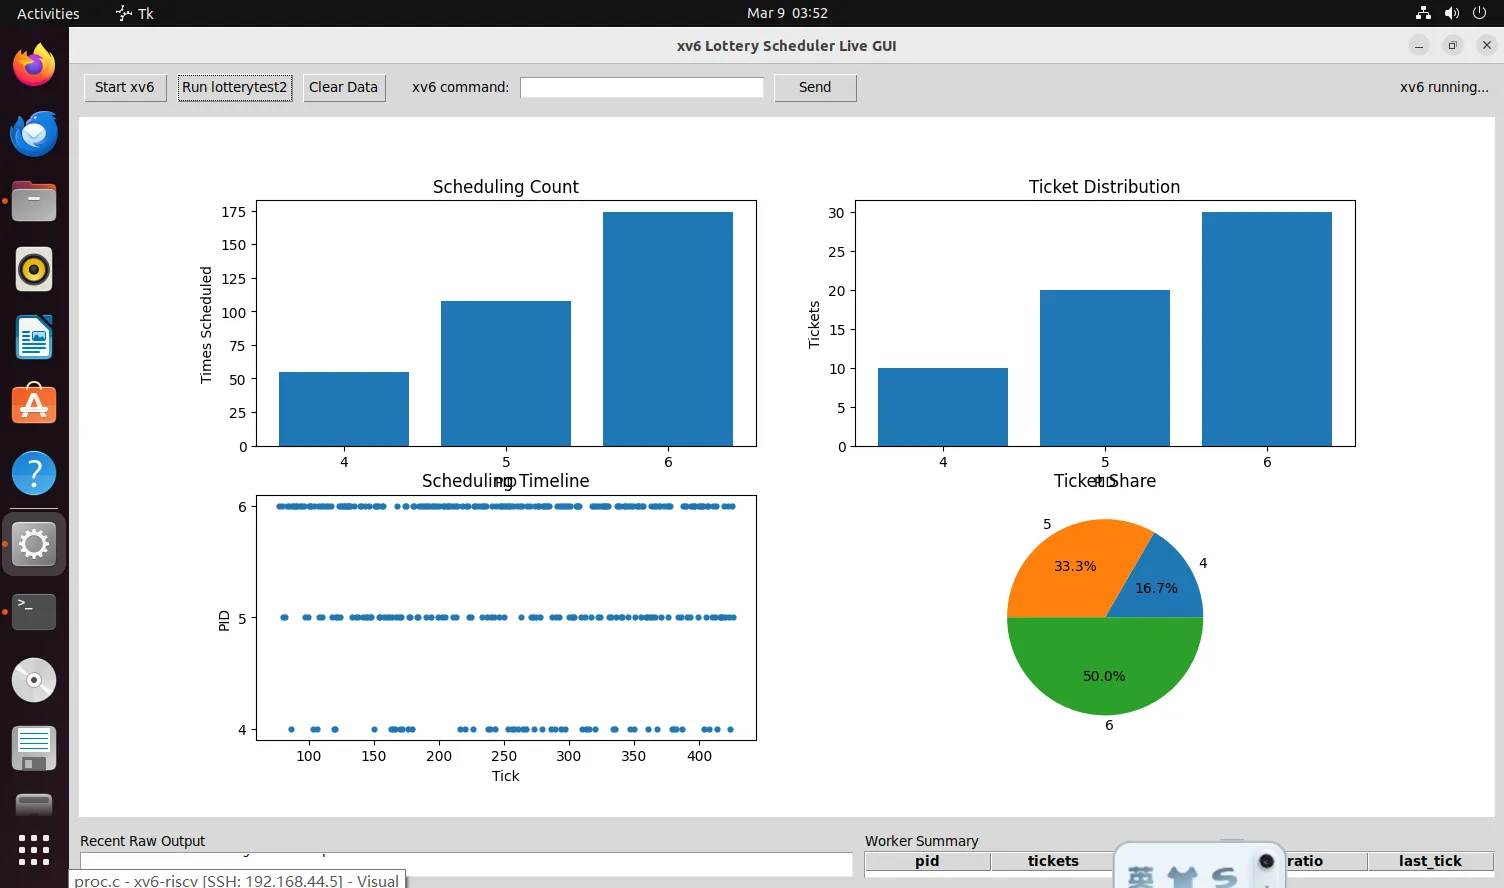 Activities Tk Mar 9 03:52
xv6 Lottery Scheduler Live GUI
Start xv6 Run lotterytest2 Clear Data xv6 command: Send xv6 running...
Scheduling Count
Times Scheduled
175
150
125
100
75
50
25
0
4 5 6
PID
Ticket Distribution
Tickets
30
25
20
15
10
5
0
4 5 6
PID
Scheduling Timeline
PID
6
5
4
100 150 200 250 300 350 400
Tick
Ticket Share
5
4
33.3%
16.7%
50.0%
6
Recent Raw Output
Worker Summary
pid tickets ratio last_tick
proc.c - xv6-riscv [SSH: 192.168.44.5] - Visual
英 S